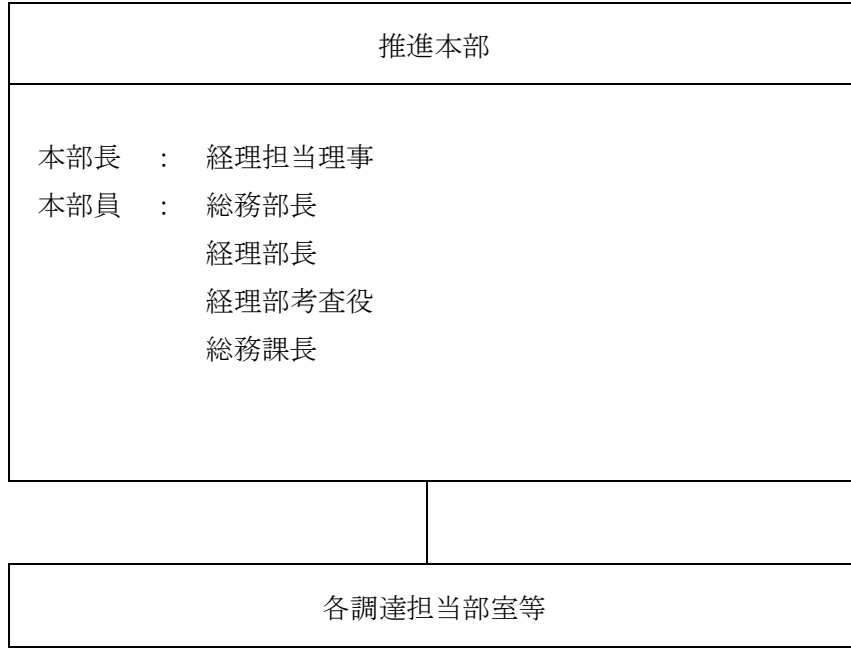 推進本部
本部長 : 経理担当理事
本部員 : 総務部長
経理部長
経理部考査役
総務課長
各調達担当部室等